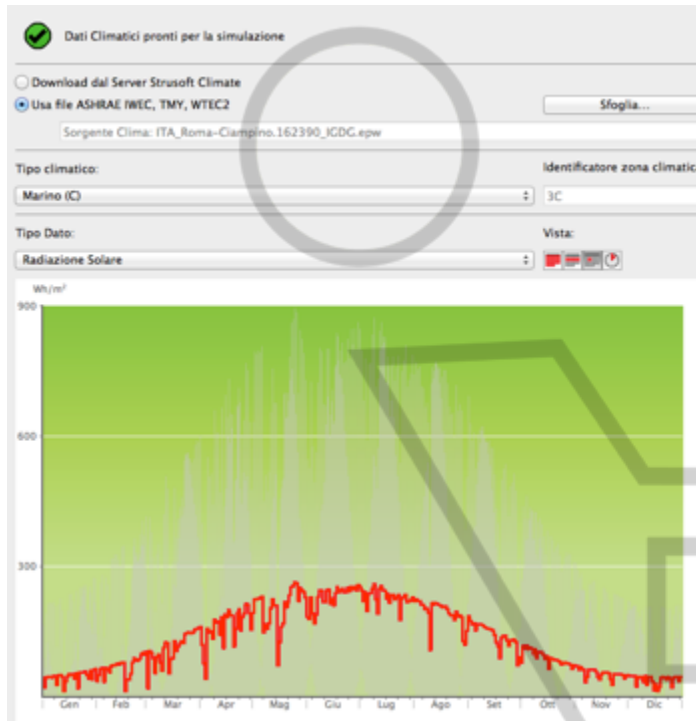 Dati Climatici pronti per la simulazione
Download dal Server Strusoft Climate
Usa file ASHRAE IWEC, TMY, WTEC2
Sfoglia...
Sorgente Clima: ITA_Roma-Ciampino.162390_IGDG.epw
Tipo climatico:
Identificatore zona climatic
Marino (C)
3C
Tipo Dato:
Vista:
Radiazione Solare
Wh/m²
900
600
300
Gen Feb Mar Apr Mag Giu Lug Ago Set Ott Nov Dic